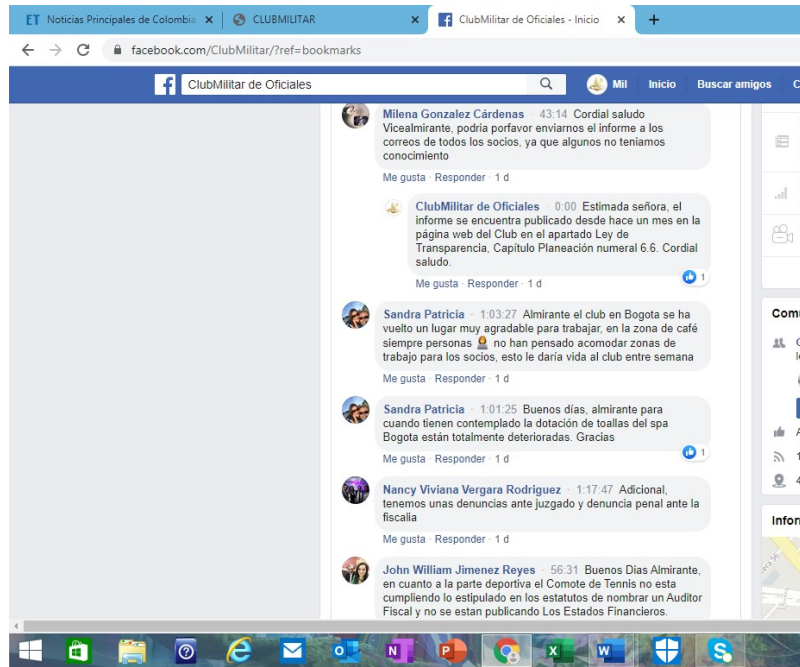 ET Noticias Principales de Colombia
CLUBMILITAR
ClubMilitar de Oficiales - Inicio
facebook.com/ClubMilitar/?ref=bookmarks
ClubMilitar de Oficiales
Mil
Inicio
Buscar amigos
Milena Gonzalez Cárdenas · 43:14 Cordial saludo
Vicealmirante, podria porfavor enviarnos el informe a los
correos de todos los socios, ya que algunos no teniamos
conocimiento
Me gusta · Responder · 1 d
ClubMilitar de Oficiales · 0:00 Estimada señora, el
informe se encuentra publicado desde hace un mes en la
página web del Club en el apartado Ley de
Transparencia, Capítulo Planeación numeral 6.6. Cordial
saludo.
1
Me gusta · Responder · 1 d
Sandra Patricia · 1:03:27 Almirante el club en Bogota se ha
vuelto un lugar muy agradable para trabajar, en la zona de café
siempre personas no han pensado acomodar zonas de
trabajo para los socios, esto le daría vida al club entre semana
Me gusta · Responder · 1 d
Sandra Patricia · 1:01:25 Buenos días, almirante para
cuando tienen contemplado la dotación de toallas del spa
Bogota están totalmente deterioradas. Gracias
1
Me gusta · Responder · 1 d
Nancy Viviana Vergara Rodriguez · 1:17:47 Adicional,
tenemos unas denuncias ante juzgado y denuncia penal ante la
fiscalia
Me gusta · Responder · 1 d
John William Jimenez Reyes · 56:31 Buenos Dias Almirante,
en cuanto a la parte deportiva el Comote de Tennis no esta
cumpliendo lo estipulado en los estatutos de nombrar un Auditor
Fiscal y no se estan publicando Los Estados Financieros.